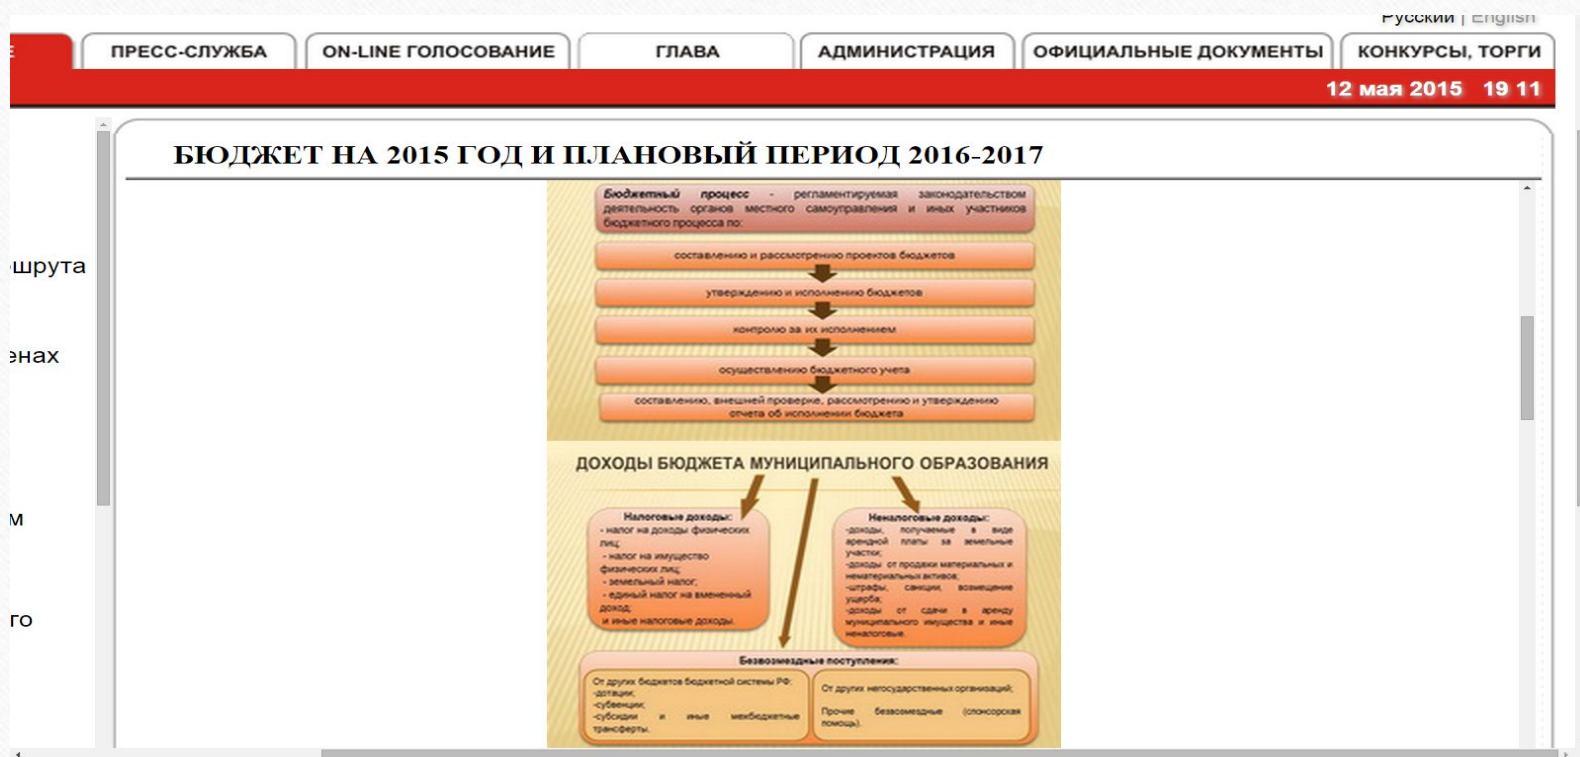 Русский | English
Е
ПРЕСС-СЛУЖБА
ON-LINE ГОЛОСОВАНИЕ
ГЛАВА
АДМИНИСТРАЦИЯ
ОФИЦИАЛЬНЫЕ ДОКУМЕНТЫ
КОНКУРСЫ, ТОРГИ
12 мая 2015 19 11
шрута
енах
м
го
БЮДЖЕТ НА 2015 ГОД И ПЛАНОВЫЙ ПЕРИОД 2016-2017
Бюджетный процесс - регламентируемая законодательством
деятельность органов местного самоуправления и иных участников
бюджетного процесса по:
составлению и рассмотрению проектов бюджетов
утверждению и исполнению бюджетов
контролю за их исполнением
осуществлению бюджетного учета
составлению, внешней проверке, рассмотрению и утверждению
отчета об исполнении бюджета
ДОХОДЫ БЮДЖЕТА МУНИЦИПАЛЬНОГО ОБРАЗОВАНИЯ
Налоговые доходы:
- налог на доходы физических
лиц;
- налог на имущество
физических лиц;
- земельный налог;
- единый налог на вмененный
доход;
и иные налоговые доходы.
Неналоговые доходы:
-доходы, получаемые в виде
арендной платы за земельные
участки;
-доходы от продажи материальных и
нематериальных активов;
-штрафы, санкции, возмещение
ущерба;
-доходы от сдачи в аренду
муниципального имущества и иные
неналоговые.
Безвозмездные поступления:
От других бюджетов бюджетной системы РФ:
-дотации;
-субвенции;
-субсидии и иные межбюджетные
трансферты.
От других негосударственных организаций;
Прочие безвозмездные (спонсорская
помощь).